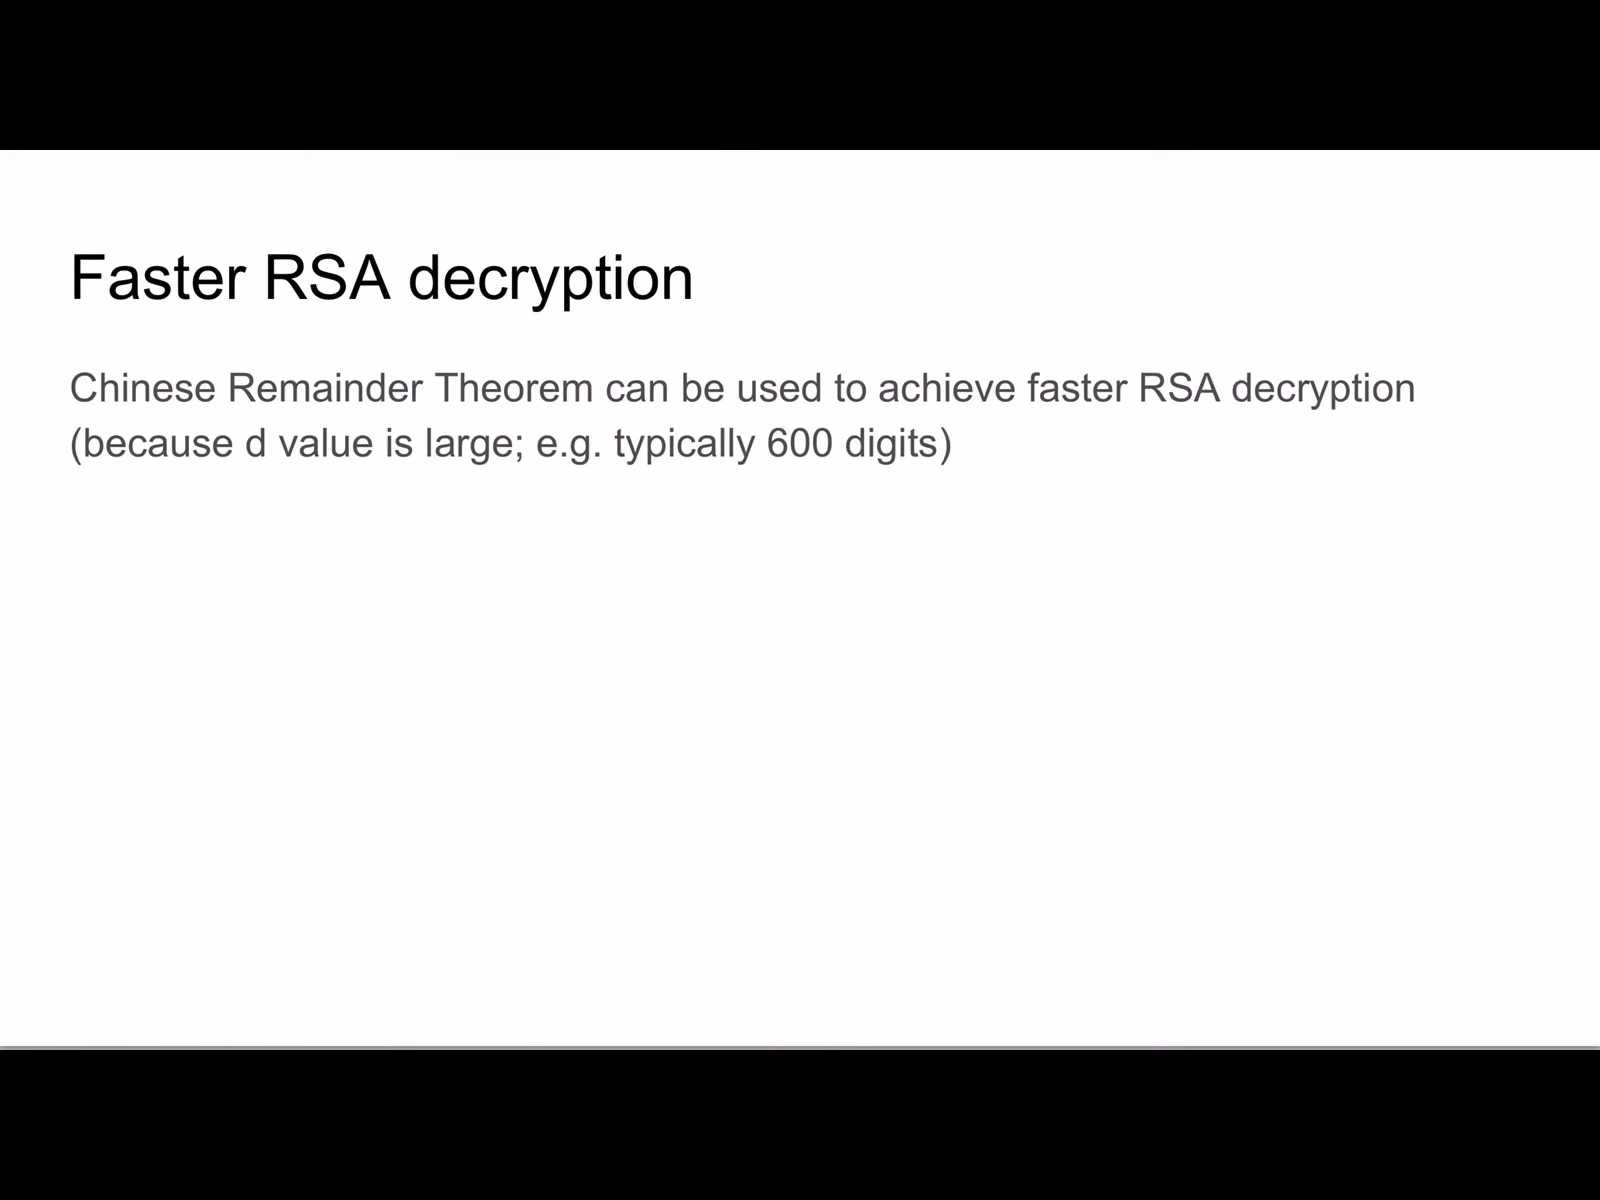 Faster RSA decryption
Chinese Remainder Theorem can be used to achieve faster RSA decryption
(because d value is large; e.g. typically 600 digits)